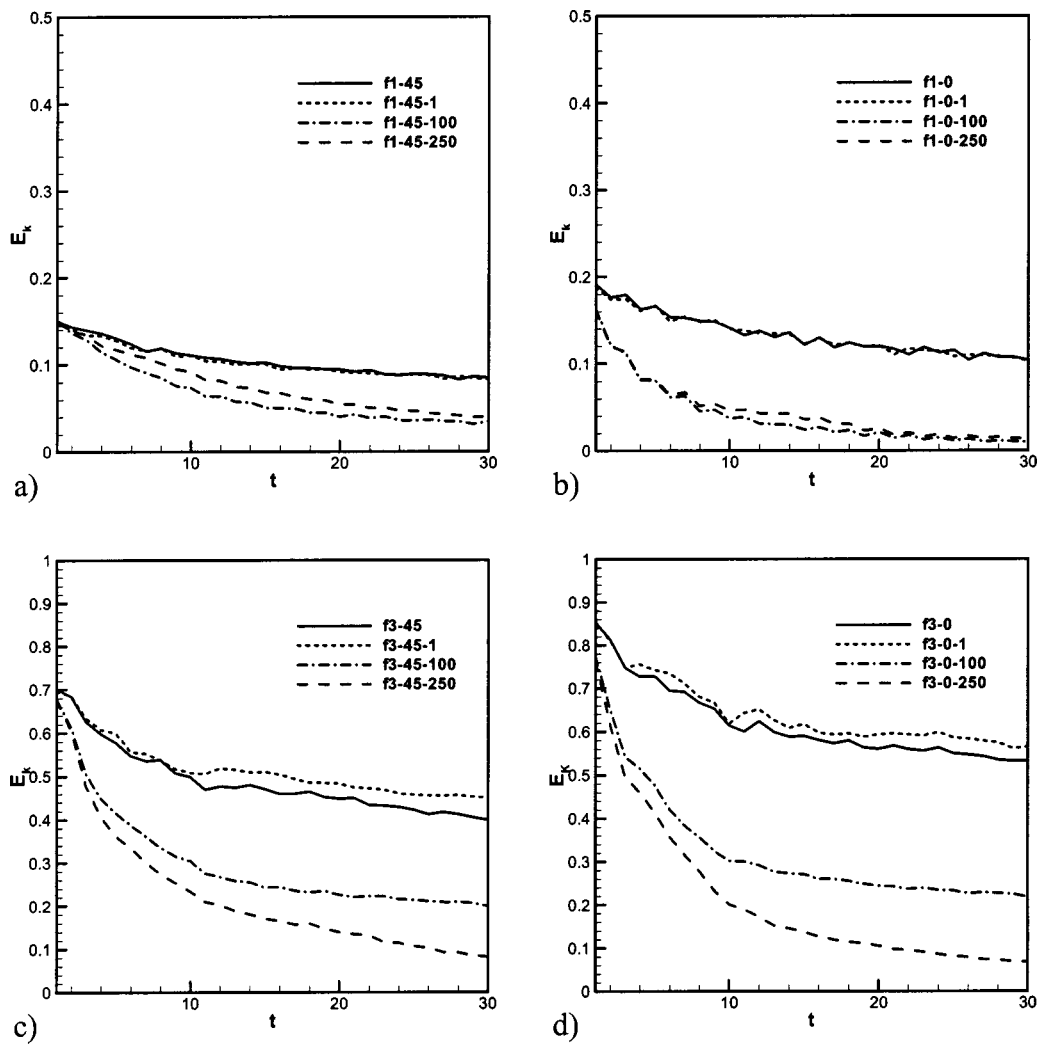 0.5
0.4
0.3
0.2
0.1
0
E_k
10
20
30
t
f1-45
f1-45-1
f1-45-100
f1-45-250
a)
0.5
0.4
0.3
0.2
0.1
0
E_k
10
20
30
t
f1-0
f1-0-1
f1-0-100
f1-0-250
b)
1
0.9
0.8
0.7
0.6
0.5
0.4
0.3
0.2
0.1
0
E_k
10
20
30
t
f3-45
f3-45-1
f3-45-100
f3-45-250
c)
1
0.9
0.8
0.7
0.6
0.5
0.4
0.3
0.2
0.1
0
E_K
10
20
30
t
f3-0
f3-0-1
f3-0-100
f3-0-250
d)